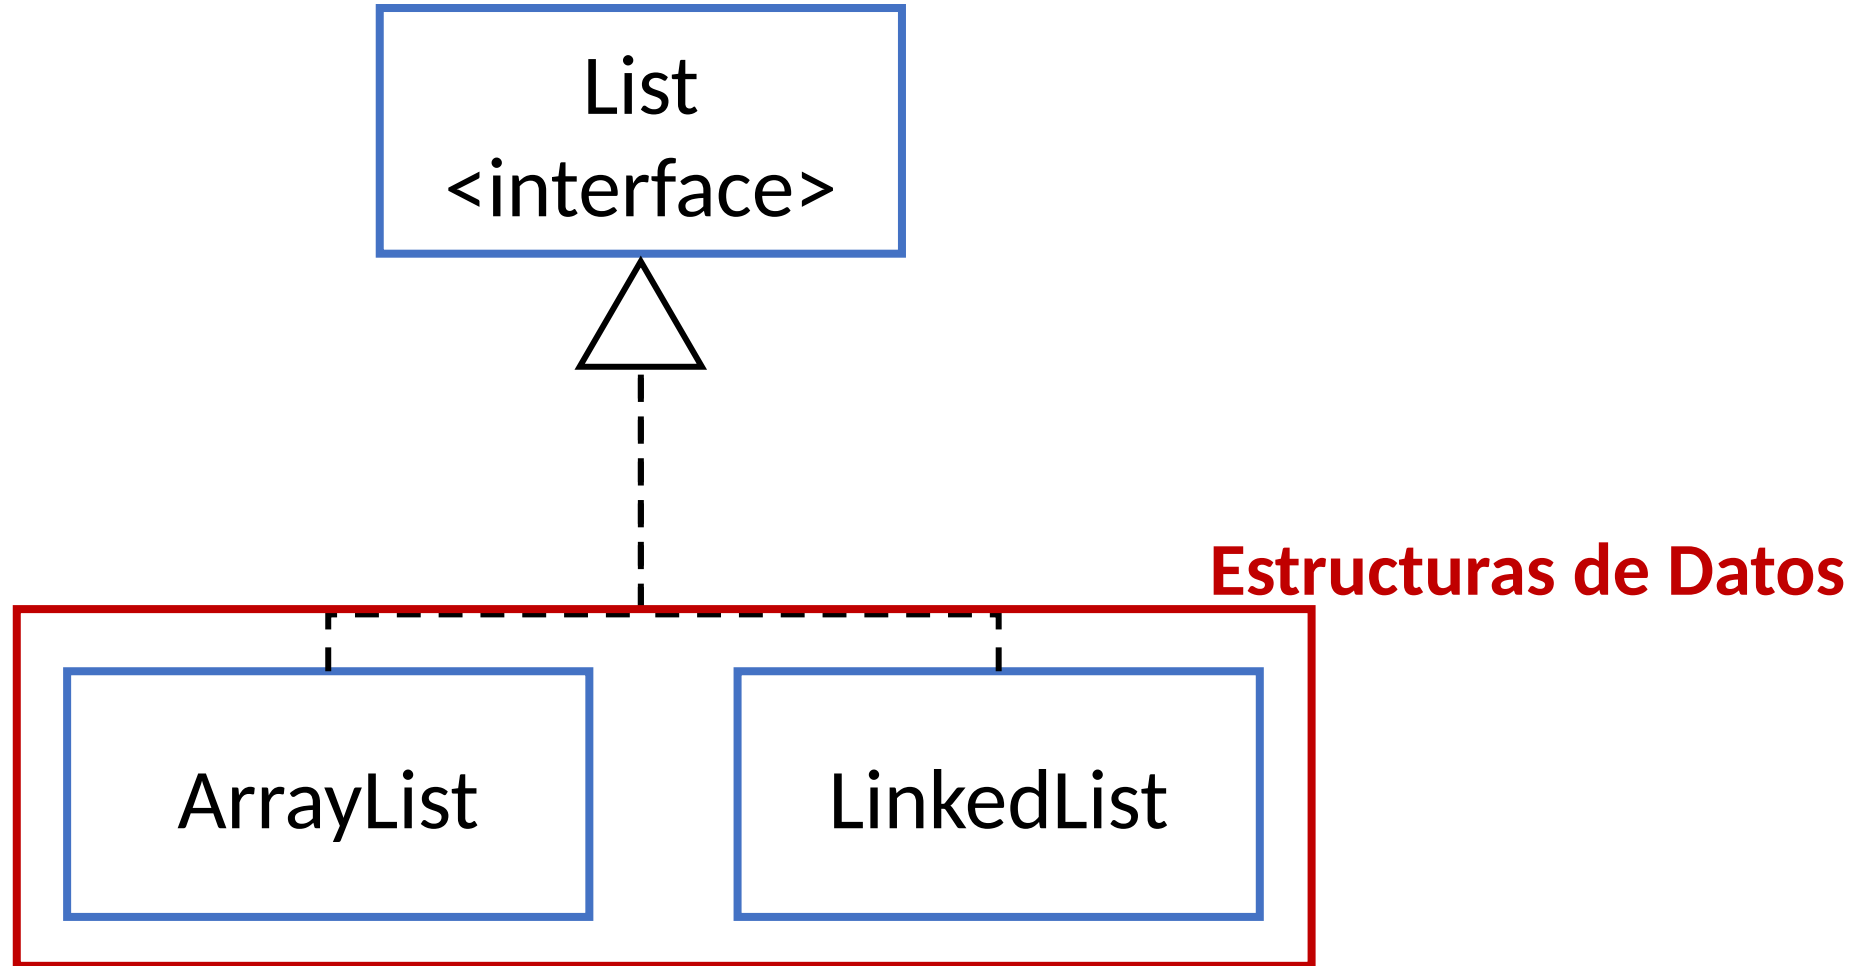 List
<interface>
Estructuras de Datos
ArrayList
LinkedList